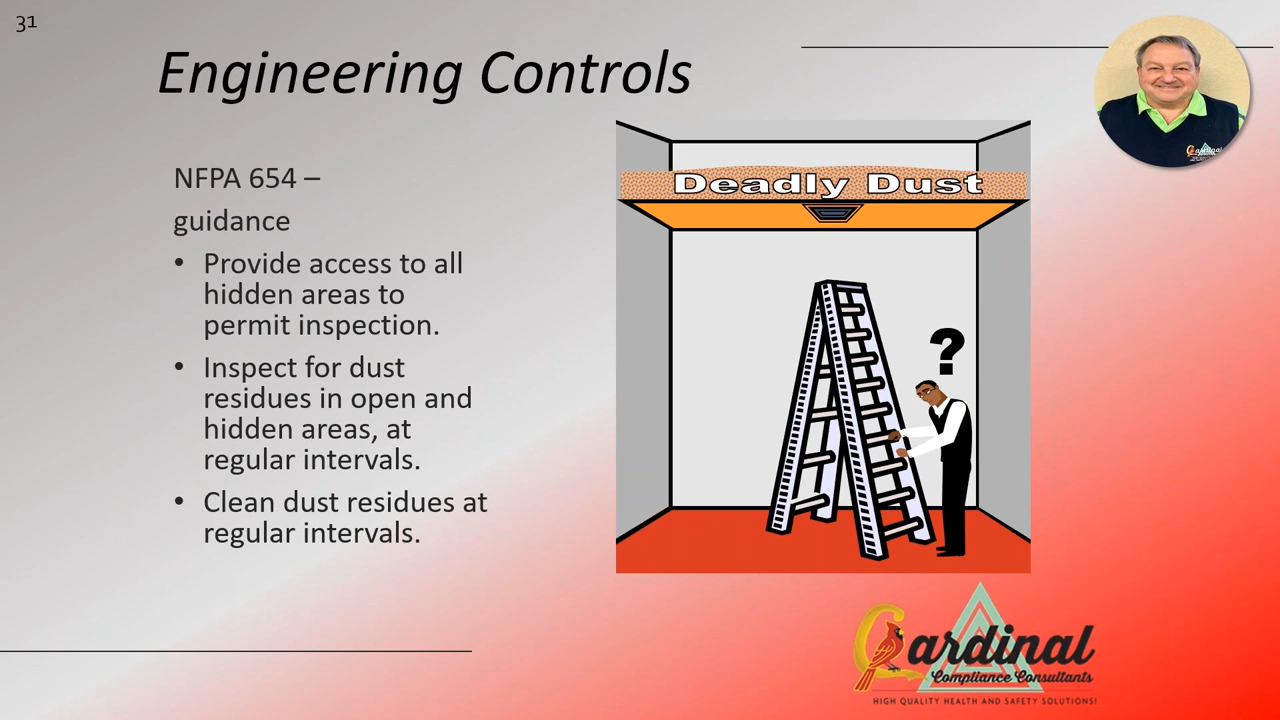 31
Engineering Controls
NFPA 654 –
guidance
• Provide access to all
hidden areas to
permit inspection.
• Inspect for dust
residues in open and
hidden areas, at
regular intervals.
• Clean dust residues at
regular intervals.
Deadly Dust
?
Cardinal
Cardinal
Compliance Consultants
HIGH QUALITY HEALTH AND SAFETY SOLUTIONS!